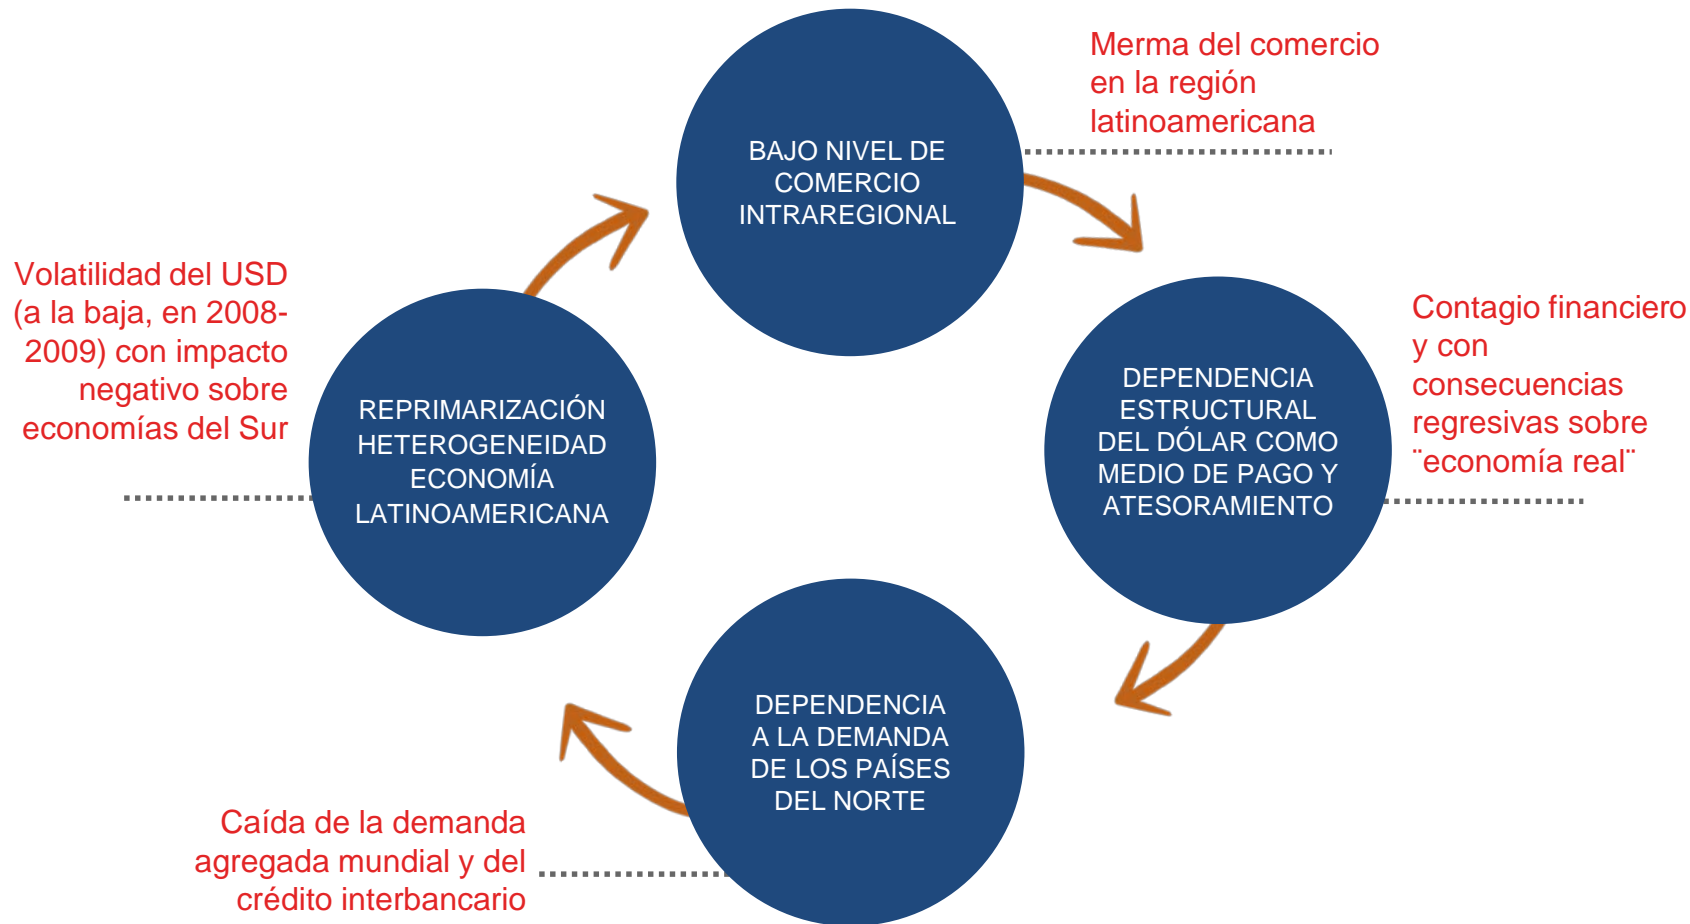 Merma del comercio
en la región
latinoamericana
BAJO NIVEL DE
COMERCIO
INTRAREGIONAL
Volatilidad del USD
(a la baja, en 2008-
2009) con impacto
negativo sobre
economías del Sur
Contagio financiero
y con
consecuencias
regresivas sobre
¨economía real¨
DEPENDENCIA
ESTRUCTURAL
DEL DÓLAR COMO
MEDIO DE PAGO Y
ATESORAMIENTO
REPRIMARIZACIÓN
HETEROGENEIDAD
ECONOMÍA
LATINOAMERICANA
DEPENDENCIA
A LA DEMANDA
DE LOS PAÍSES
DEL NORTE
Caída de la demanda
agregada mundial y del
crédito interbancario